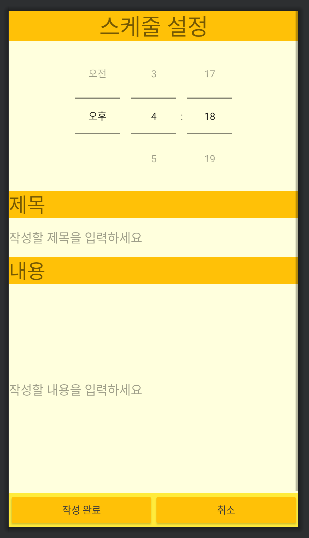 스케줄 설정
오전 3 17
오후 4 : 18
5 19
제목
작성할 제목을 입력하세요
내용
작성할 내용을 입력하세요
작성 완료 취소